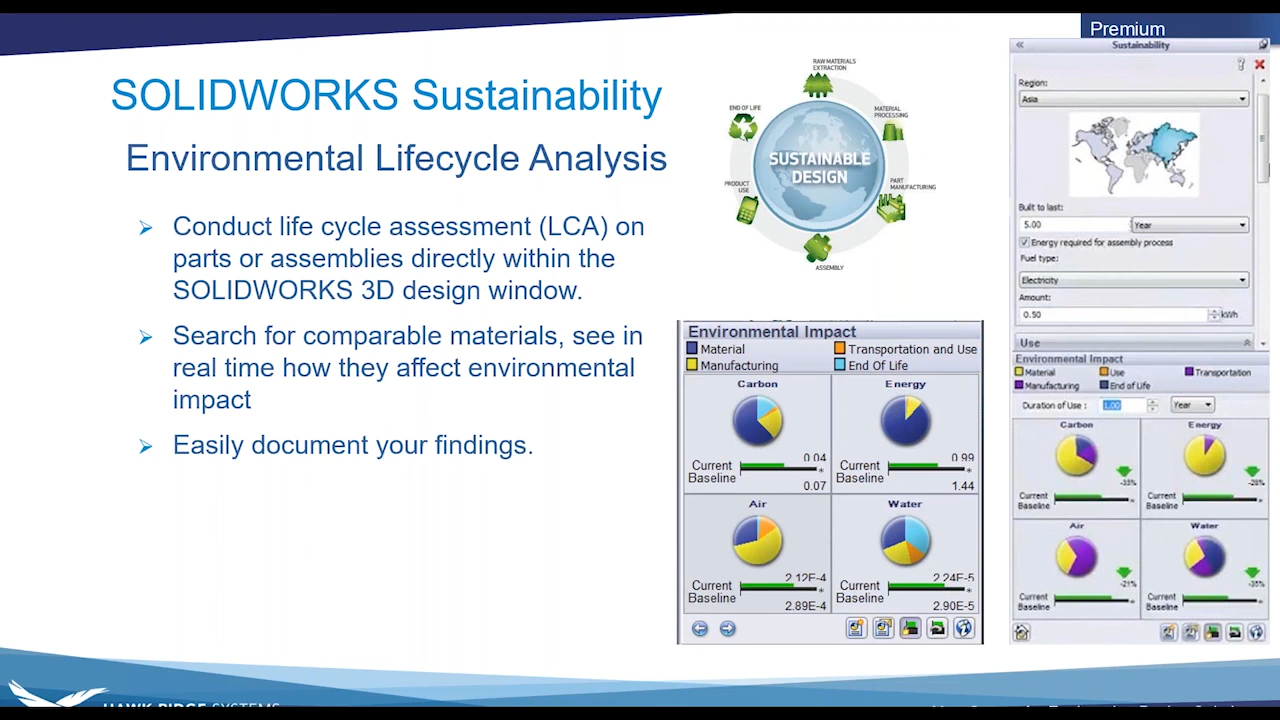 Premium
SOLIDWORKS Sustainability
Environmental Lifecycle Analysis
Conduct life cycle assessment (LCA) on
parts or assemblies directly within the
SOLIDWORKS 3D design window.
Search for comparable materials, see in
real time how they affect environmental
impact
Easily document your findings.
RAW MATERIALS
EXTRACTION
END OF LIFE
MATERIAL
PROCESSING
SUSTAINABLE
DESIGN
PRODUCT
USE
PART
MANUFACTURING
ASSEMBLY
Environmental Impact
Material
Transportation and Use
Manufacturing
End Of Life
Carbon
Energy
0.04
0.99
Current
Current
Baseline
Baseline
0.07
1.44
Air
Water
2.12E-4
2.24E-5
Current
Current
Baseline
Baseline
2.89E-4
2.90E-5
Sustainability
Region:
Asia
Built to last:
5.00
Year
Energy required for assembly process
Fuel type:
Electricity
Amount:
0.50
kWh
Use
Environmental Impact
Material
Use
Transportation
Manufacturing
End of Life
Duration of Use :
1.00
Year
Carbon
Energy
Current
Current
Baseline
Baseline
Air
Water
-21%
Current
Current
Baseline
Baseline
HAWK RIDGE SYSTEMS